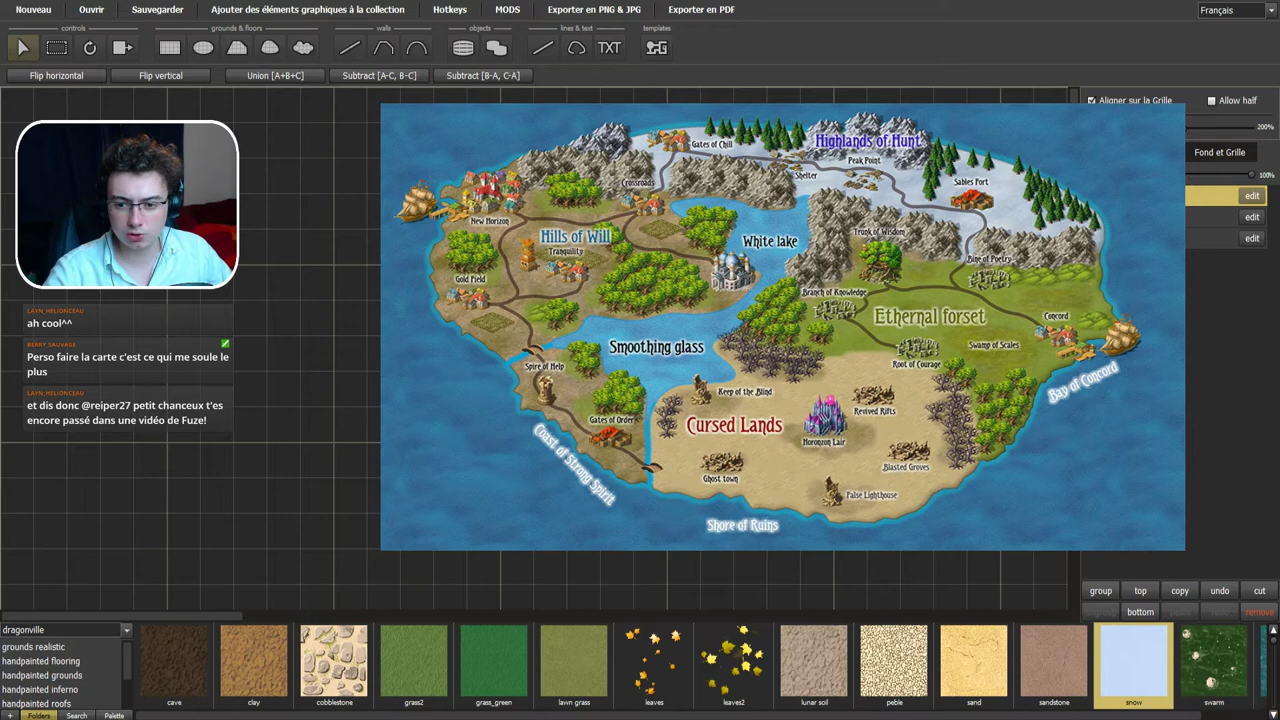 Nouveau Ouvrir Sauvegarder Ajouter des éléments graphiques à la collection Hotkeys MODS Exporter en PNG & JPG Exporter en PDF Français
controls grounds & floors walls objects lines & text templates
TXT
Flip horizontal Flip vertical Union [A+B+C] Subtract [A-C, B-C] Subtract [B-A, C-A]
Aligner sur la Grille Allow half
200%
Fond et Grille
100%
edit
edit
edit
Highlands of Hunt
Gates of Chill
Peak Point
Shelter
Crossroads
Sables Fort
New Horizon
Hills of Will
White lake
Trunk of Wisdom
Tranquility
Gold Field
Bine of Poetry
Branch of Knowledge
Ethernal forset
Concord
Smoothing glass
Swamp of Scales
Root of Courage
Spire of Help
Bay of Concord
Keep of the Blind
Revived Rifts
Gates of Order
Cursed Lands
Horonzon Lair
Coast of Strong Spirit
Blasted Groves
Ghost town
False Lighthouse
Shore of Ruins
LAYN_HELIONCEAU
ah cool^^
BERRY_SAUVAGE
Perso faire la carte c'est ce qui me soule le
plus
LAYN_HELIONCEAU
et dis donc @reiper27 petit chanceux t'es
encore passé dans une vidéo de Fuze!
group top copy undo cut
bottom remove
dragonville
grounds realistic
handpainted flooring
handpainted grounds
handpainted inferno
handpainted roofs
cave clay cobblestone grass2 grass_green lawn grass leaves leaves2 lunar soil peble sand sandstone snow swarm
+ Folders Search Palette